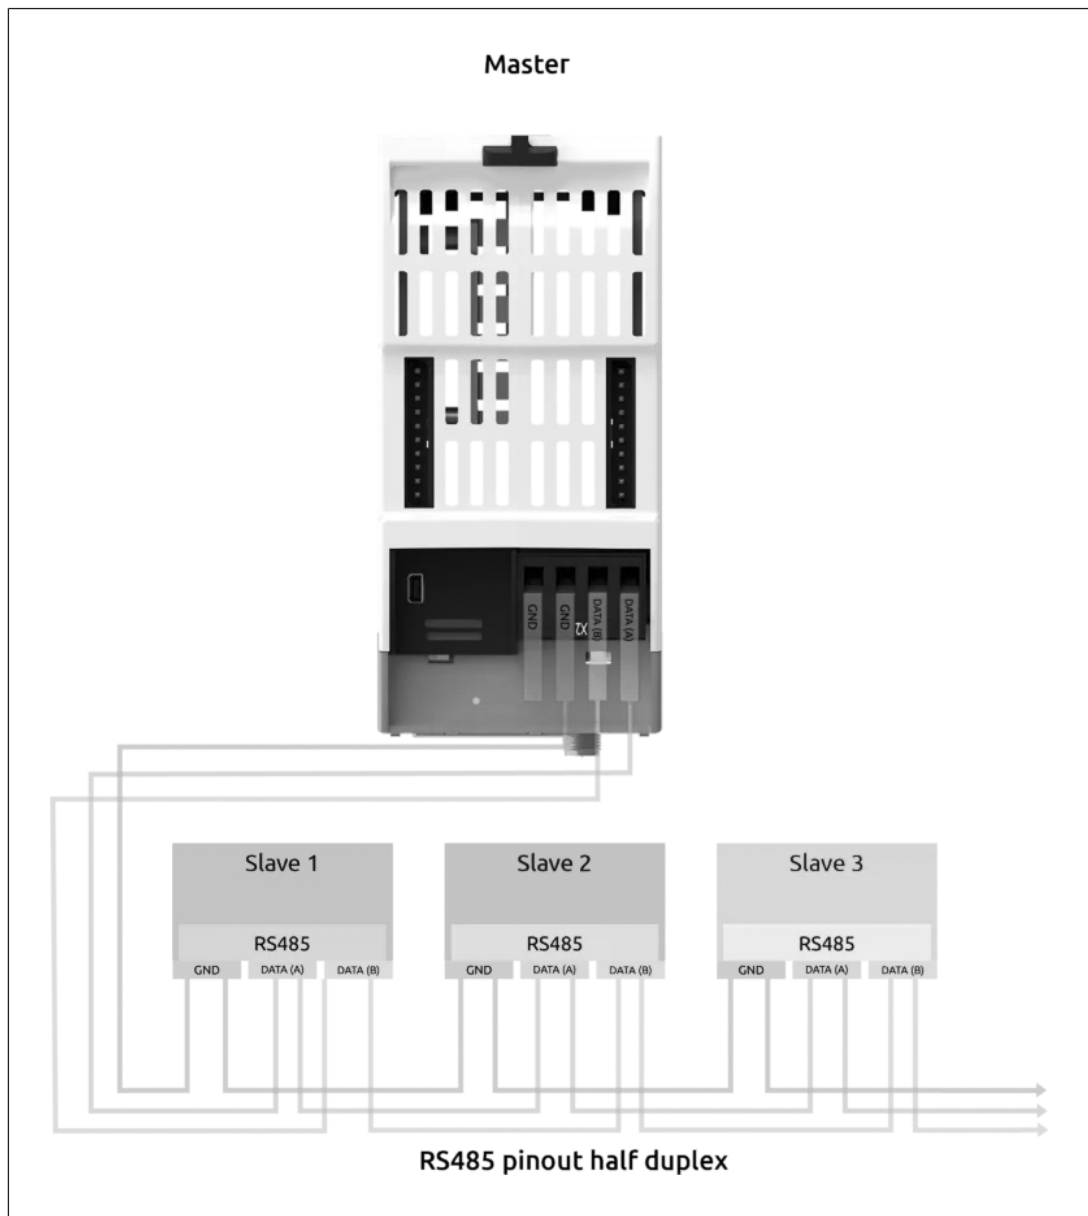 Master
GND
GND
DATA (B)
DATA (A)
X2
Slave 1
Slave 2
Slave 3
RS485
RS485
RS485
GND
DATA (A)
DATA (B)
GND
DATA (A)
DATA (B)
GND
DATA (A)
DATA (B)
RS485 pinout half duplex